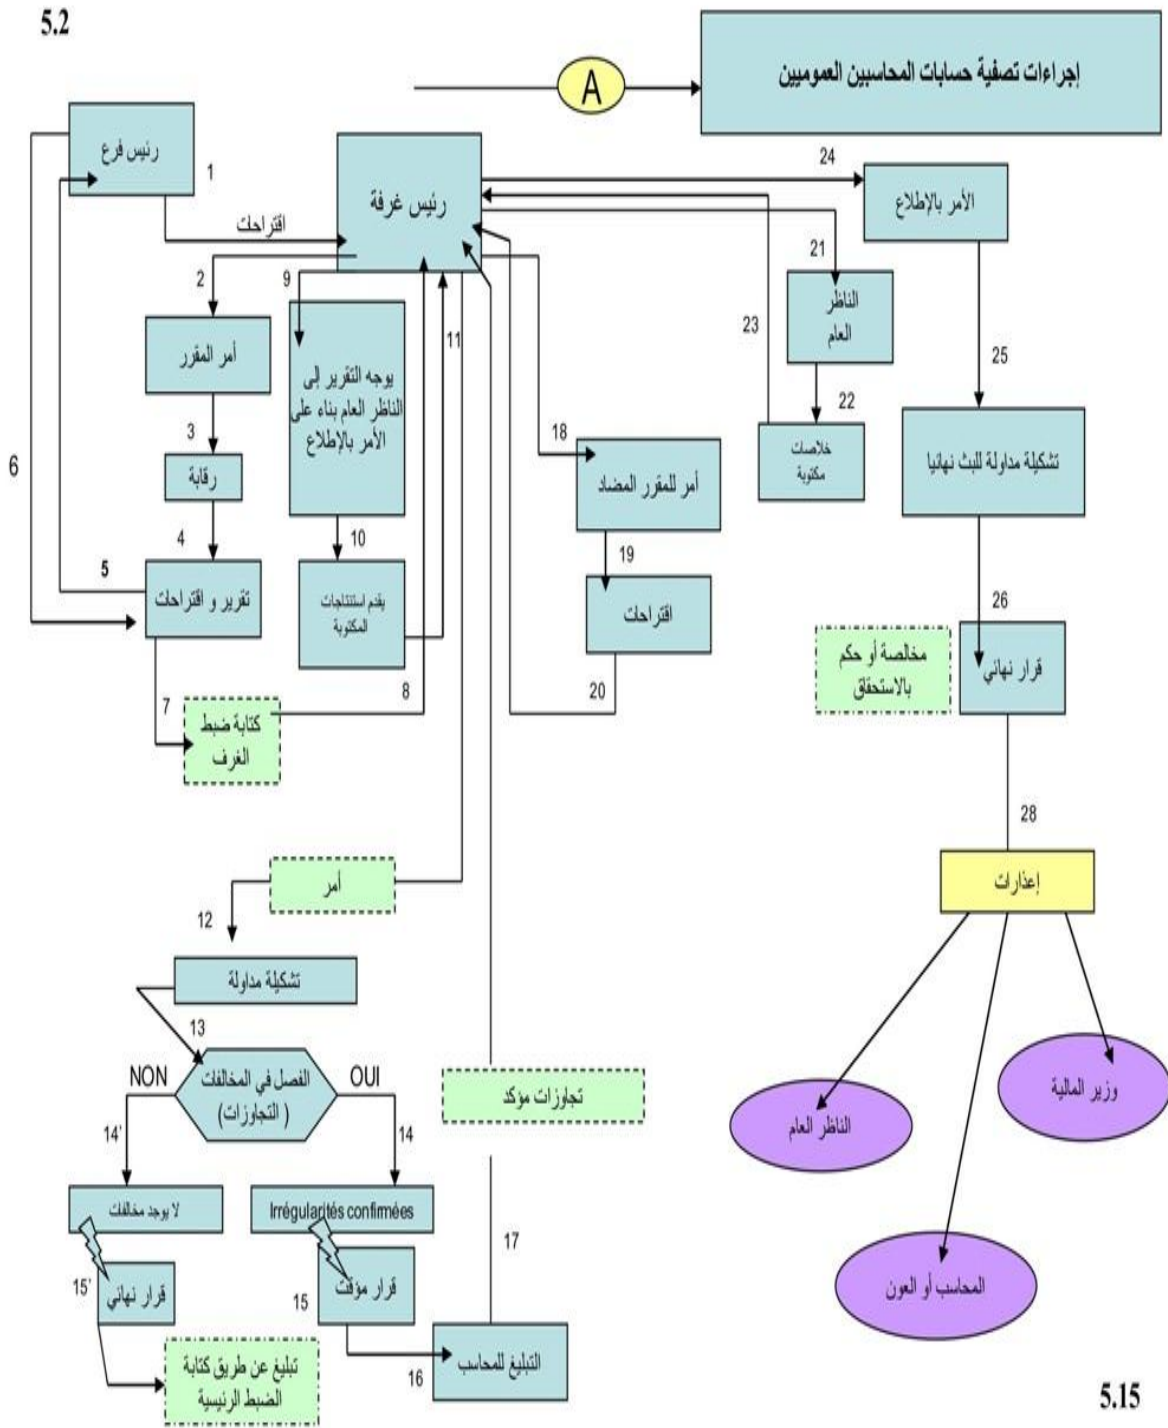 5.2
A
إجراءات تصفية حسابات المحاسبين العموميين
رئيس فرع
1
اقتراحات
رئيس غرفة
24
الأمر بالإطلاع
2
9
11
21
23
25
أمر المقرر
يوجه التقرير إلى
الناظر العام بناء على
الأمر بالإطلاع
الناظر
العام
22
خلاصات
مكتوبة
3
6
رقابة
4
5
تقرير و اقتراحات
10
يقدم استنتاجات
المكتوبة
18
أمر للمقرر المضاد
19
اقتراحات
20
تشكيلة مداولة للبث نهائيا
26
مخالصة أو حكم
بالاستحقاق
قرار نهائي
7
8
كتابة ضبط
الغرف
28
إعذارات
أمر
12
تشكيلة مداولة
13
NON
الفصل في المخالفات
(التجاوزات )
OUI
تجاوزات مؤكد
14'
14
لا يوجد مخالفات
Irrégularités confirmées
17
15'
قرار نهائي
15
قرار مؤقت
16
التبليغ للمحاسب
تبليغ عن طريق كتابة
الضبط الرئيسية
وزير المالية
الناظر العام
المحاسب أو العون
5.15